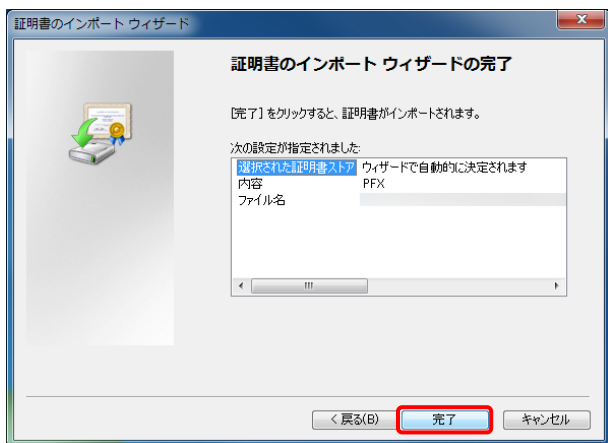 証明書のインポート ウィザード
証明書のインポート ウィザードの完了
[完了] をクリックすると、証明書がインポートされます。
次の設定が指定されました:
選択された証明書ストア ウィザードで自動的に決定されます
内容 PFX
ファイル名
< 戻る(B) 完了 キャンセル